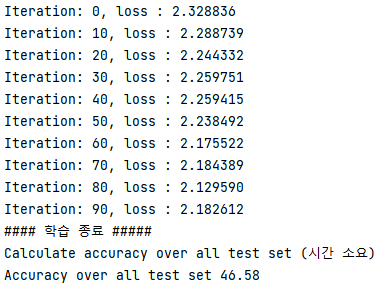 Iteration: 0, loss : 2.328836
Iteration: 10, loss : 2.288739
Iteration: 20, loss : 2.244332
Iteration: 30, loss : 2.259751
Iteration: 40, loss : 2.259415
Iteration: 50, loss : 2.238492
Iteration: 60, loss : 2.175522
Iteration: 70, loss : 2.184389
Iteration: 80, loss : 2.129590
Iteration: 90, loss : 2.182612
#### 학습 종료 #####
Calculate accuracy over all test set (시간 소요)
Accuracy over all test set 46.58